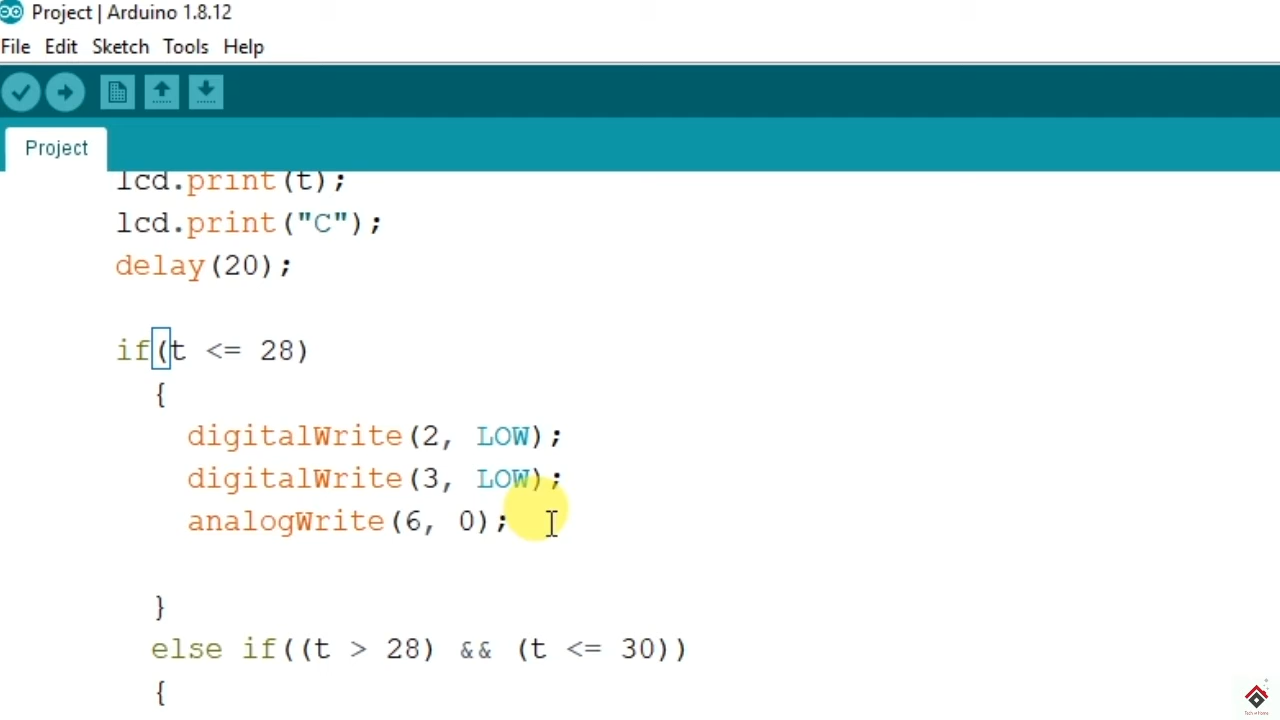 Project | Arduino 1.8.12
File Edit Sketch Tools Help
Project
lcd.print(t);
lcd.print("C");
delay(20);
if(t <= 28)
{
digitalWrite(2, LOW);
digitalWrite(3, LOW);
analogWrite(6, 0);
}
else if((t > 28) && (t <= 30))
{